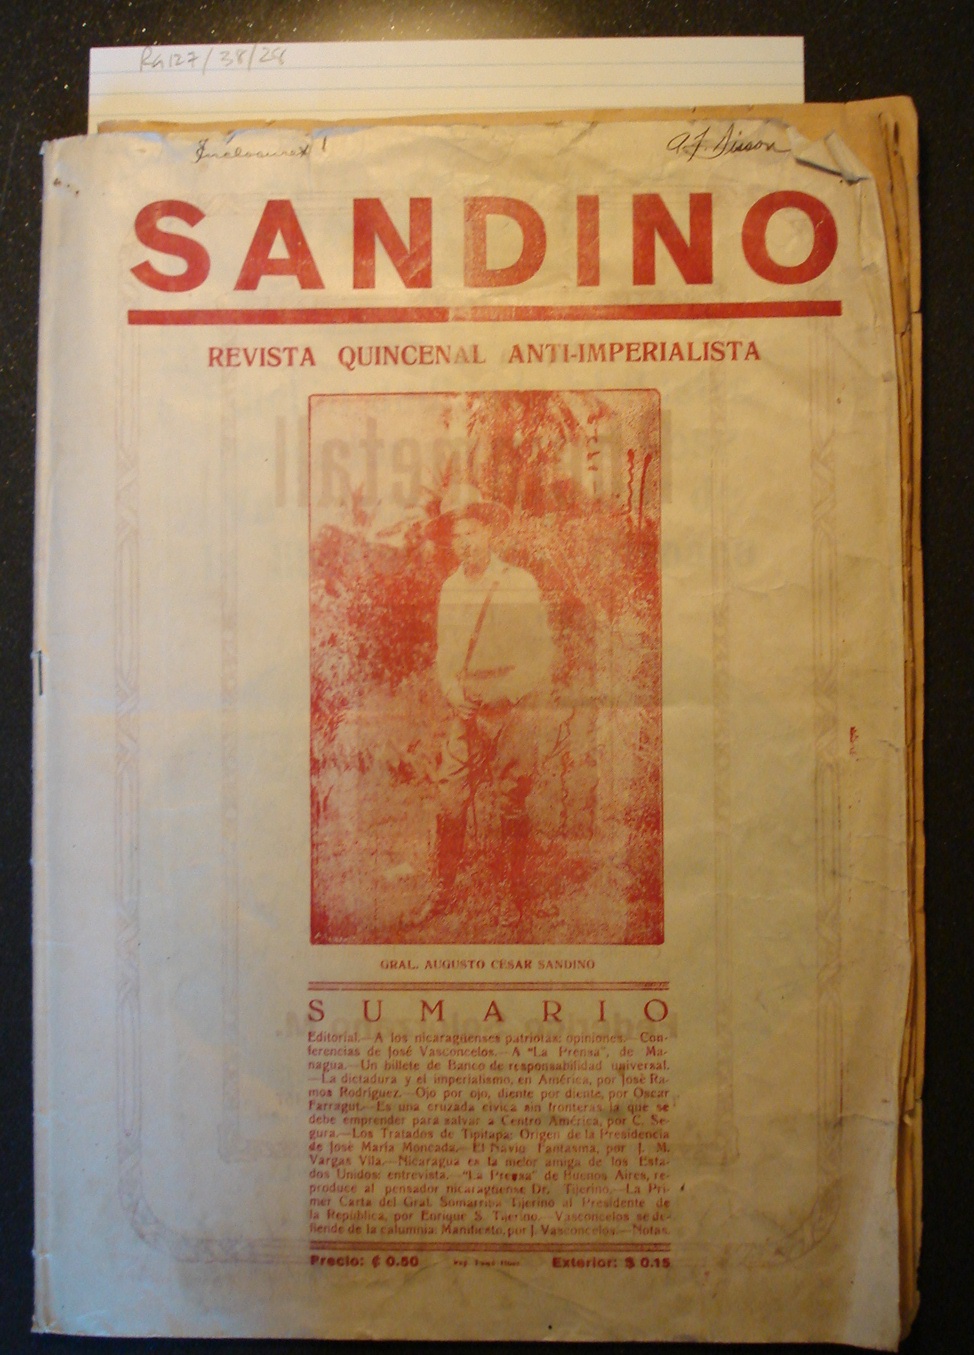 RG127/38/28
Enclosure 1
SANDINO
REVISTA QUINCENAL ANTI-IMPERIALISTA
GRAL. AUGUSTO CESAR SANDINO
SUMARIO
Editorial.—A los nicaragüenses patriotas: opiniones.—Con-
ferencias de José Vasconcelos.—A "La Prensa", de Ma-
nagua.—Un billete de Banco de responsabilidad universal.
—La dictadura y el imperialismo, en América, por José Ra-
mos Rodríguez.—Ojo por ojo, diente por diente, por Oscar
Farragut.—Es una cruzada cívica sin fronteras la que se
debe emprender para salvar a Centro América, por C. Se-
gura.—Los Tratados de Tipitapa: Origen de la Presidencia
de José María Moncada.—El Navío Fantasma, por J. M.
Vargas Vila.—Nicaragua es la mejor amiga de los Esta-
dos Unidos: entrevista.—"La Prensa" de Buenos Aires, re-
produce al pensador nicaragüense Dr. Tijerino.—La Pri-
mer Carta del Gral. Somarriba Tijerino al Presidente de
la República, por Enrique S. Tijerino.—Vasconcelos se de-
fiende de la calumnia: Manifiesto, por J. Vasconcelos.—Notas.
Precio: ₡ 0.50
Exterior: $ 0.15